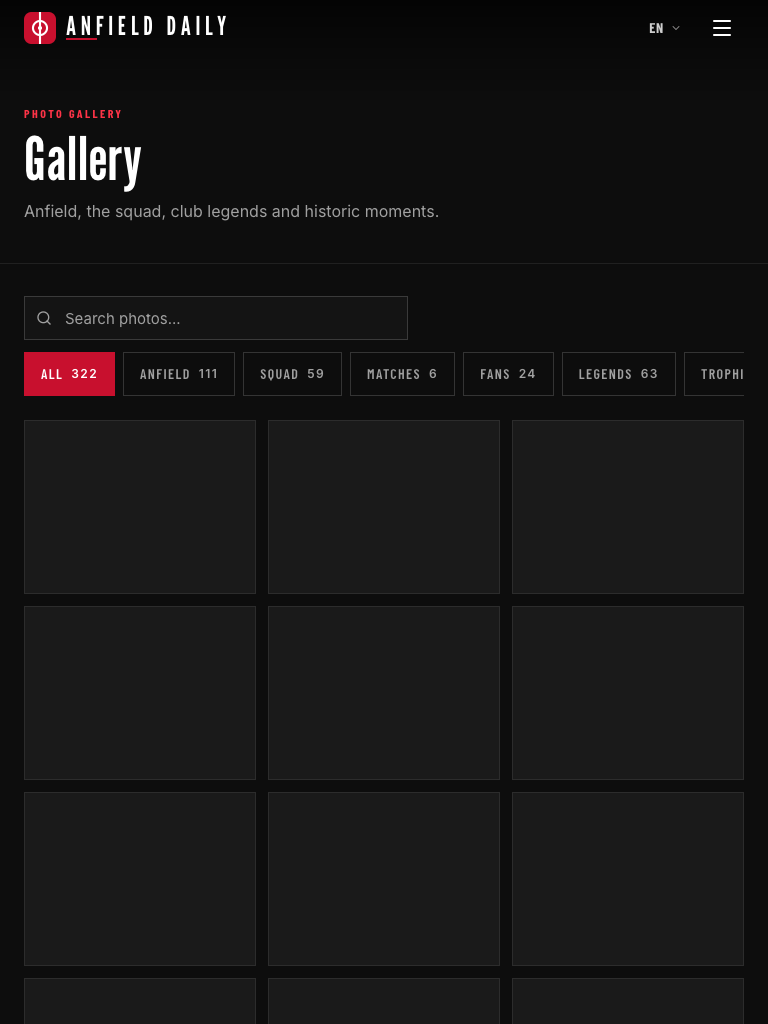 ANFIELD DAILY
EN
PHOTO GALLERY
Gallery
Anfield, the squad, club legends and historic moments.
Search photos...
ALL 322
ANFIELD 111
SQUAD 59
MATCHES 6
FANS 24
LEGENDS 63
TROPHI